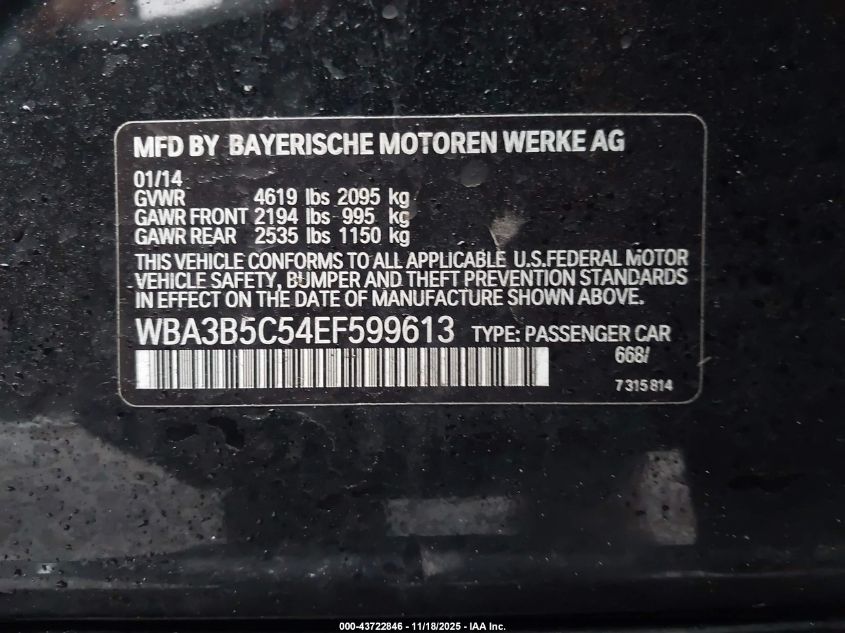 MFD BY BAYERISCHE MOTOREN WERKE AG
01/14
GVWR 4619 lbs 2095 kg
GAWR FRONT 2194 lbs 995 kg
GAWR REAR 2535 lbs 1150 kg
THIS VEHICLE CONFORMS TO ALL APPLICABLE U.S.FEDERAL MOTOR
VEHICLE SAFETY, BUMPER AND THEFT PREVENTION STANDARDS
IN EFFECT ON THE DATE OF MANUFACTURE SHOWN ABOVE.
WBA3B5C54EF599613 TYPE: PASSENGER CAR
668/
7 315 814
000-43722846 - 11/18/2025 - IAA Inc.